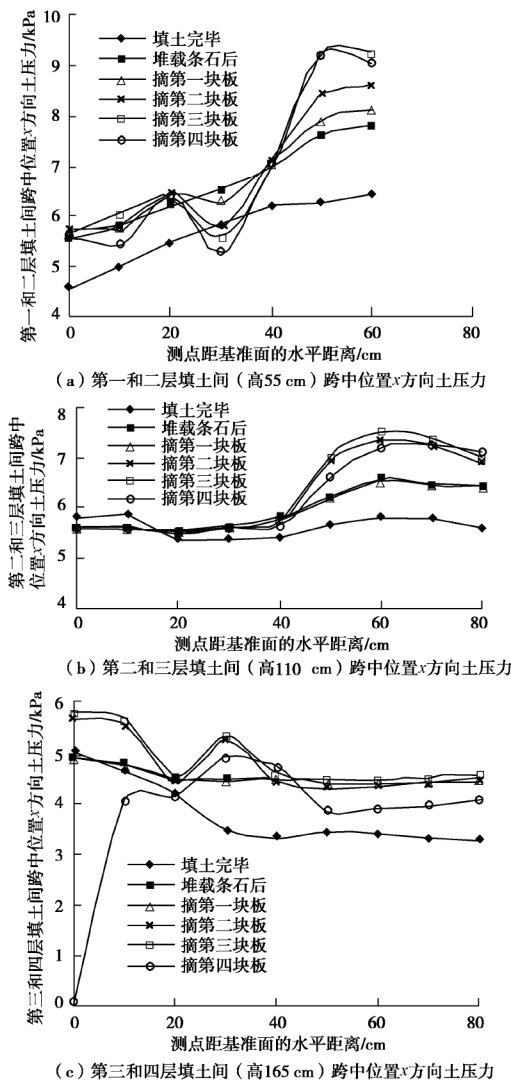 第一和二层填土间跨中位置x方向土压力/kPa
10
9
8
7
6
5
4
填土完毕
堆载条石后
摘第一块板
摘第二块板
摘第三块板
摘第四块板
0 20 40 60 80
测点距基准面的水平距离/cm
(a)第一和二层填土间(高55 cm)跨中位置x方向土压力
第二和三层填土间跨中
位置x方向土压力/kPa
8
7
6
5
4
填土完毕
堆载条石后
摘第一块板
摘第二块板
摘第三块板
摘第四块板
0 20 40 60 80
测点距基准面的水平距离/cm
(b)第二和三层填土间(高110 cm)跨中位置x方向土压力
第三和四层填土间跨中位置x方向土压力/kPa
6
5
4
3
2
1
0
填土完毕
堆载条石后
摘第一块板
摘第二块板
摘第三块板
摘第四块板
0 20 40 60 80
测点距基准面的水平距离/cm
(c)第三和四层填土间(高165 cm)跨中位置x方向土压力